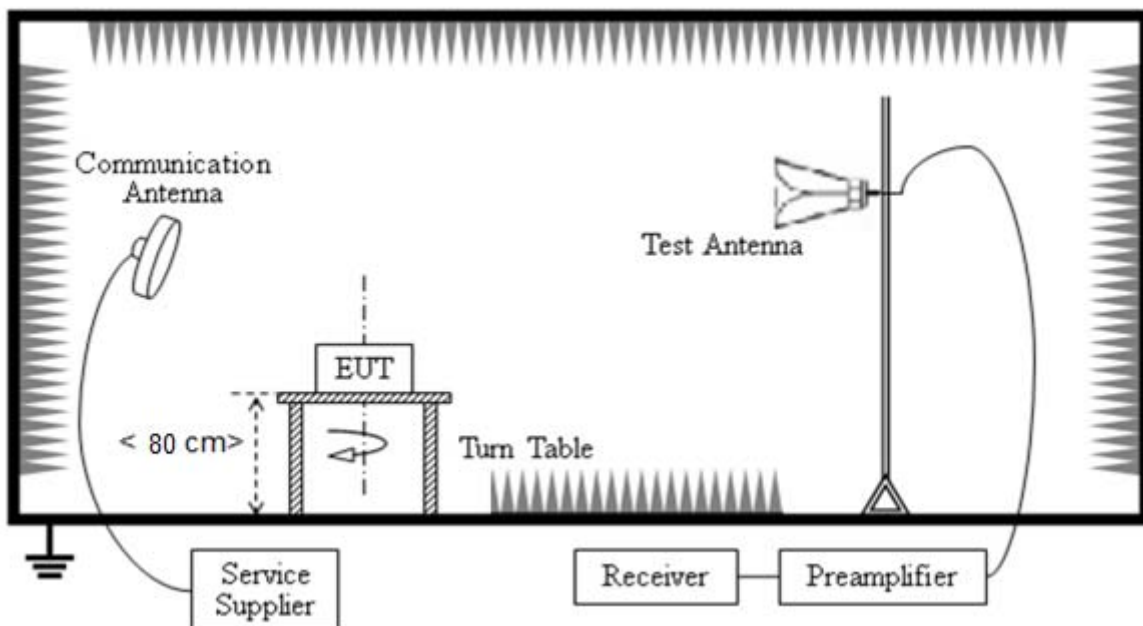 Communication
Antenna
Test Antenna
EUT
< 80 cm>
Turn Table
Service
Supplier
Receiver
Preamplifier